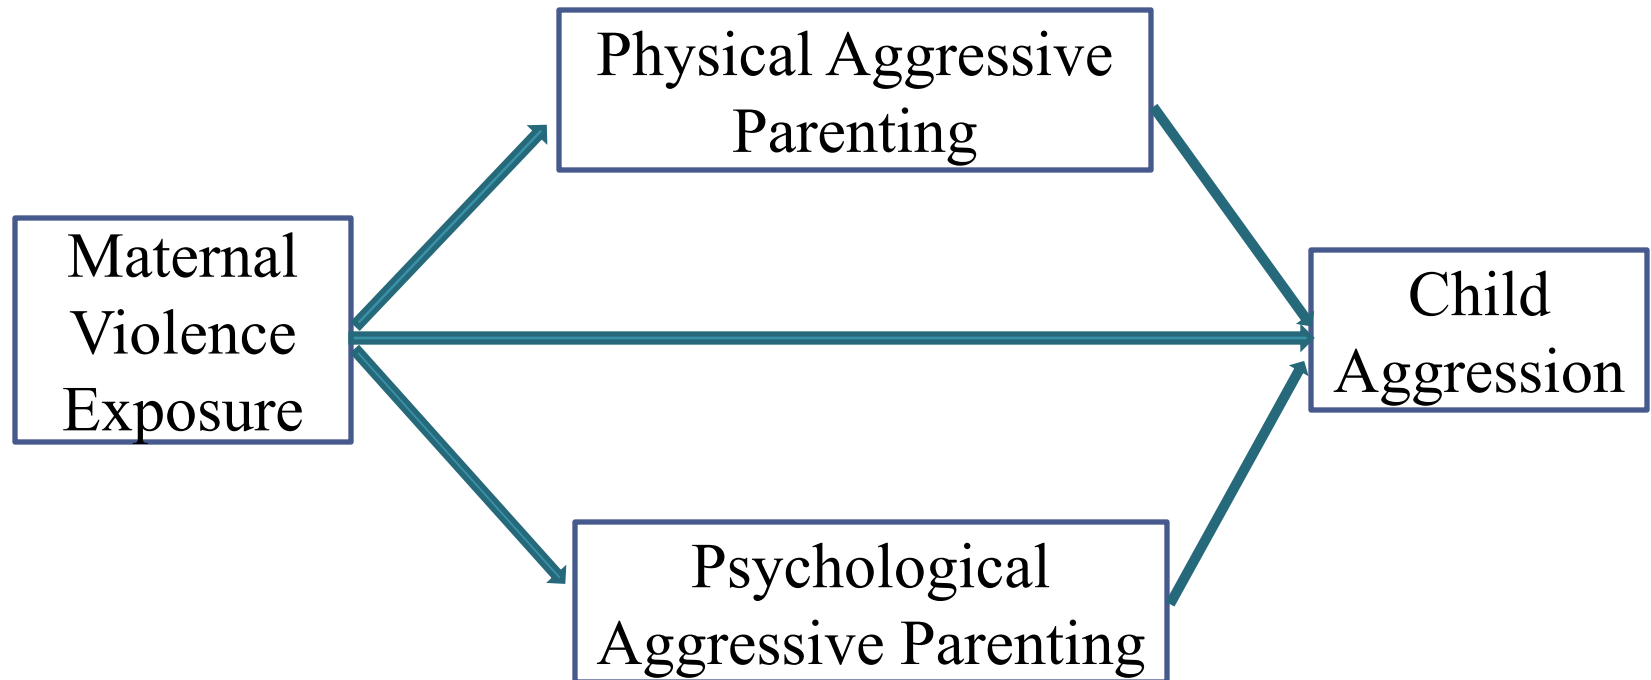 Physical Aggressive
Parenting
Maternal
Violence
Exposure
Child
Aggression
Psychological
Aggressive Parenting